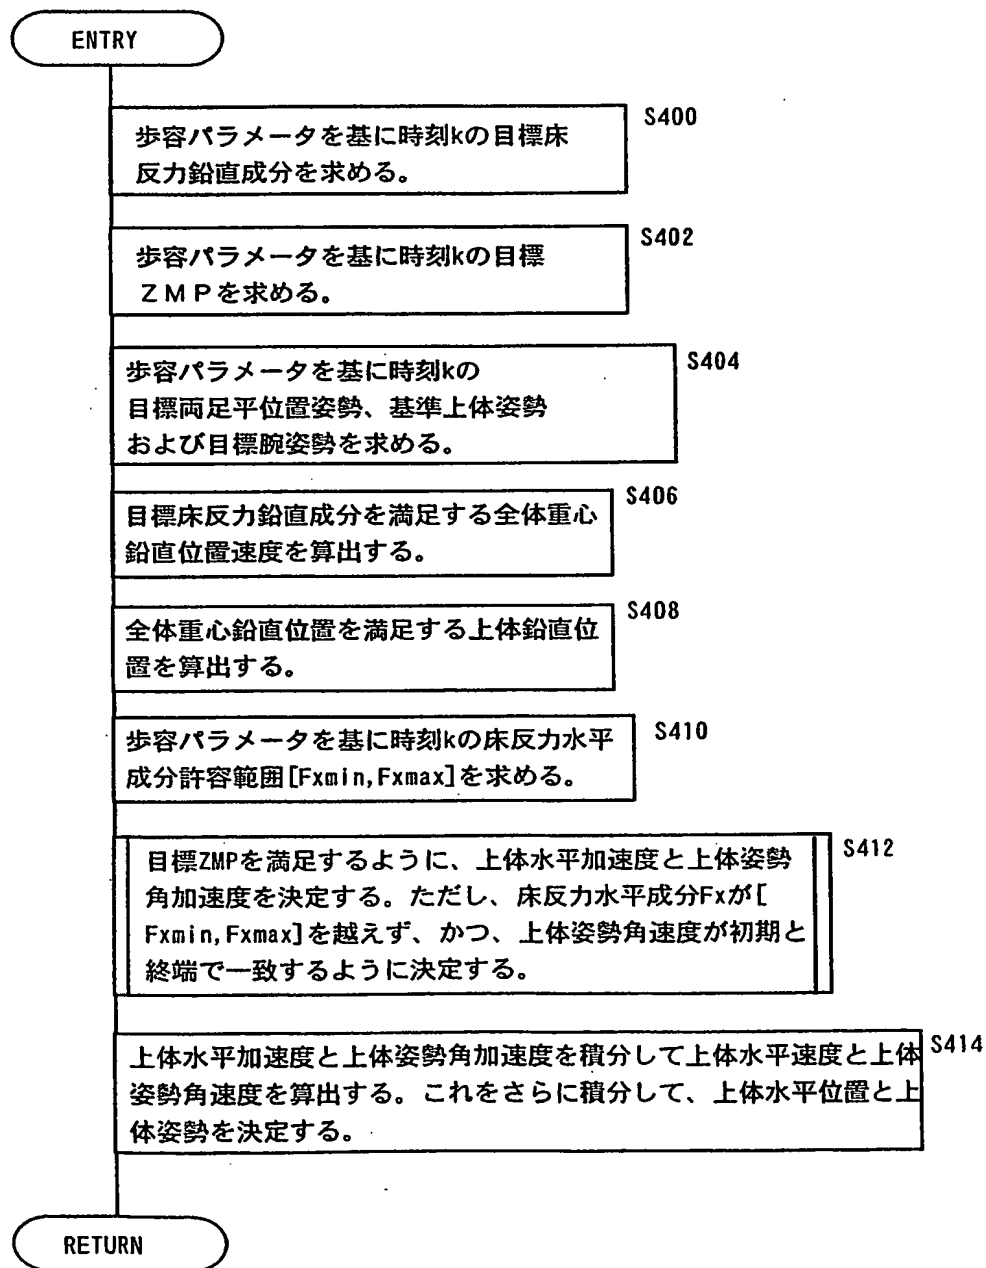 ENTRY
S400
歩容パラメータを基に時刻kの目標床
反力鉛直成分を求める。
S402
歩容パラメータを基に時刻kの目標
ZMPを求める。
S404
歩容パラメータを基に時刻kの
目標両足平位置姿勢、基準上体姿勢
および目標腕姿勢を求める。
S406
目標床反力鉛直成分を満足する全体重心
鉛直位置速度を算出する。
S408
全体重心鉛直位置を満足する上体鉛直位
置を算出する。
S410
歩容パラメータを基に時刻kの床反力水平
成分許容範囲[Fxmin,Fxmax]を求める。
S412
目標ZMPを満足するように、上体水平加速度と上体姿勢
角加速度を決定する。ただし、床反力水平成分Fxが[
Fxmin,Fxmax]を越えず、かつ、上体姿勢角速度が初期と
終端で一致するように決定する。
S414
上体水平加速度と上体姿勢角加速度を積分して上体水平速度と上体
姿勢角速度を算出する。これをさらに積分して、上体水平位置と上
体姿勢を決定する。
RETURN